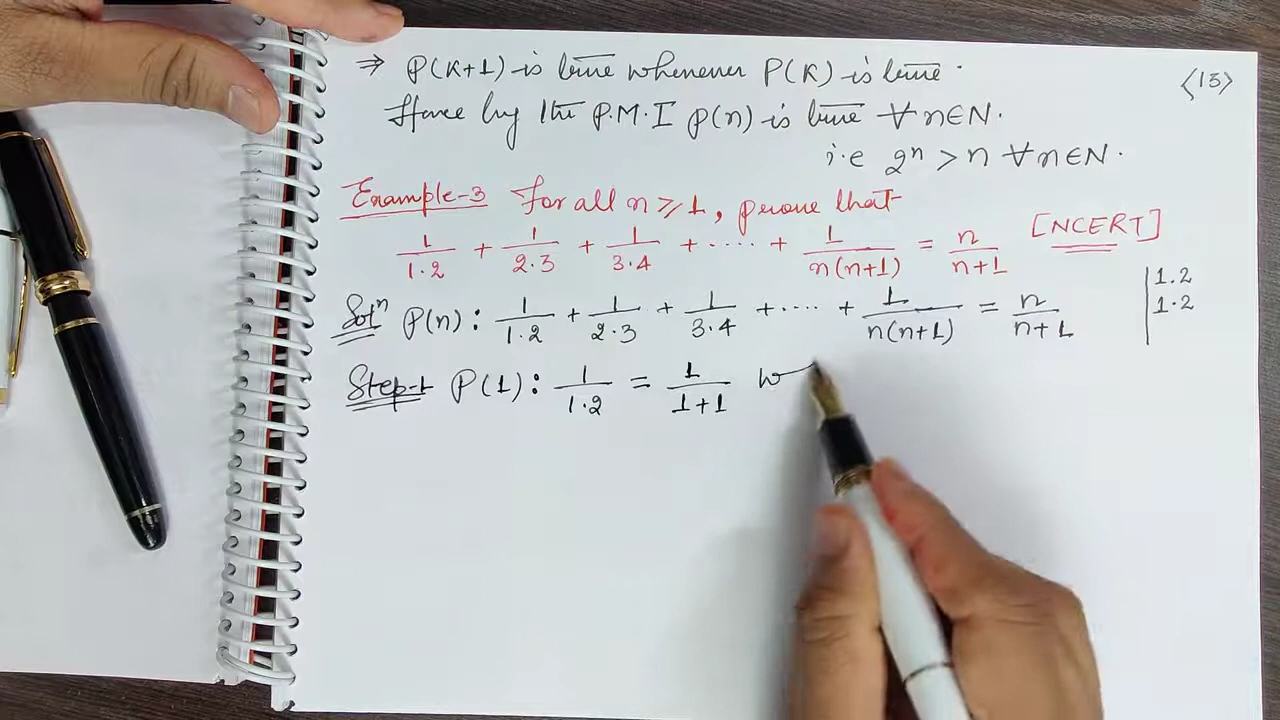 ⇒ P(K+1) is true whenever P(K) is true.
<15>
Hence by the P.M.I P(n) is true ∀ n∈N.
i.e 2ⁿ > n ∀ n∈N.
Example-3 For all n ≥ 1, prove that
1/1.2 + 1/2.3 + 1/3.4 + ..... + 1/n(n+1) = n/n+1 [NCERT]
Solⁿ P(n) : 1/1.2 + 1/2.3 + 1/3.4 + .... + 1/n(n+1) = n/n+1
1.2
1.2
Step-1 P(1) : 1/1.2 = 1/1+1